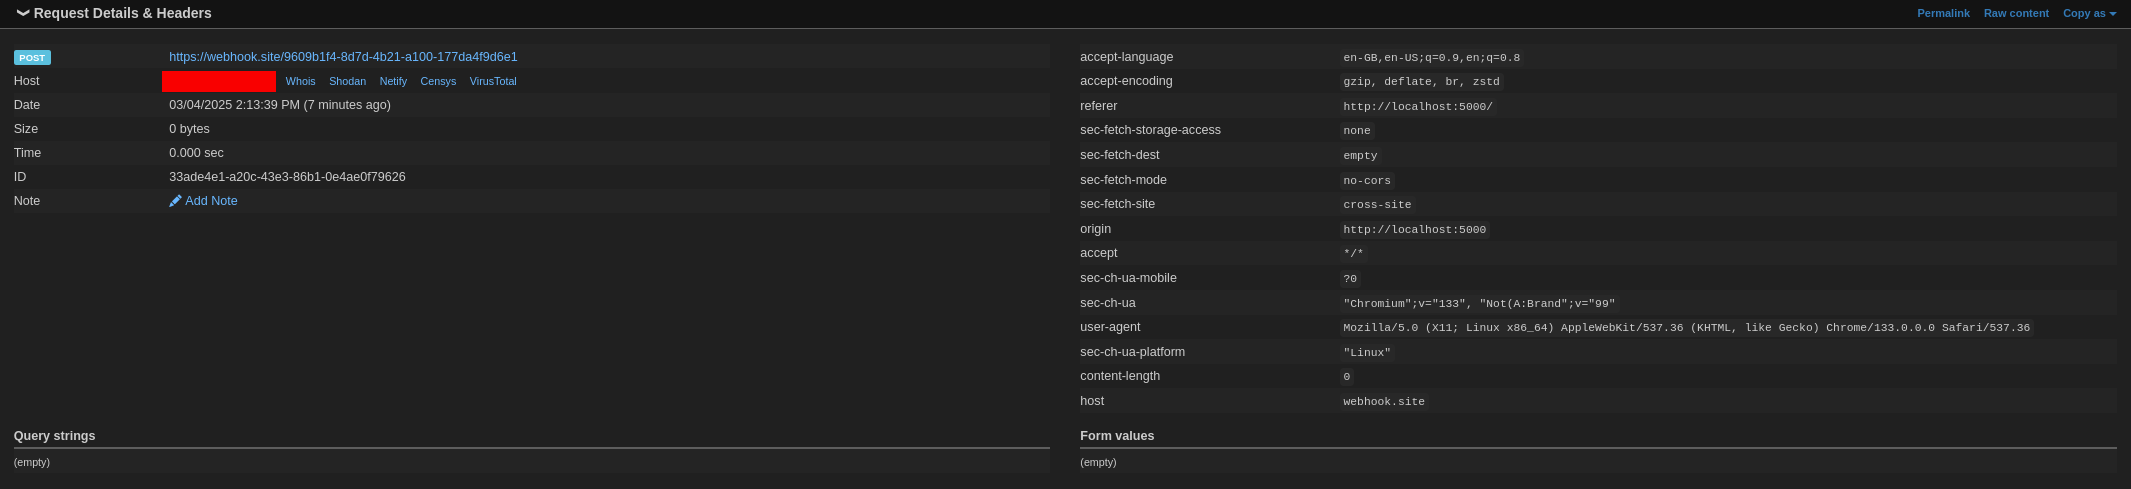 Request Details & Headers
Permalink Raw content Copy as
POST https://webhook.site/9609b1f4-8d7d-4b21-a100-177da4f9d6e1
Host Whois Shodan Netify Censys VirusTotal
Date 03/04/2025 2:13:39 PM (7 minutes ago)
Size 0 bytes
Time 0.000 sec
ID 33ade4e1-a20c-43e3-86b1-0e4ae0f79626
Note Add Note
accept-language en-GB,en-US;q=0.9,en;q=0.8
accept-encoding gzip, deflate, br, zstd
referer http://localhost:5000/
sec-fetch-storage-access none
sec-fetch-dest empty
sec-fetch-mode no-cors
sec-fetch-site cross-site
origin http://localhost:5000
accept */*
sec-ch-ua-mobile ?0
sec-ch-ua "Chromium";v="133", "Not(A:Brand";v="99"
user-agent Mozilla/5.0 (X11; Linux x86_64) AppleWebKit/537.36 (KHTML, like Gecko) Chrome/133.0.0.0 Safari/537.36
sec-ch-ua-platform "Linux"
content-length 0
host webhook.site
Query strings
(empty)
Form values
(empty)